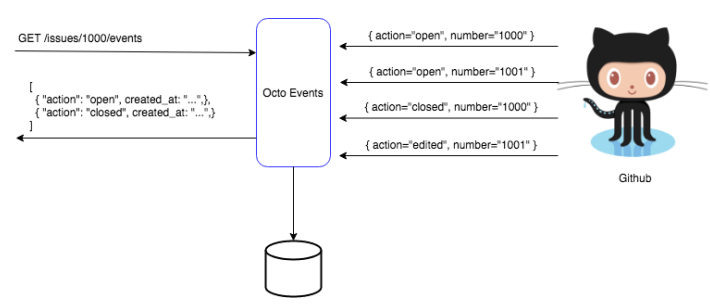 GET /issues/1000/events
[
{ "action": "open", created_at: "...",},
{ "action": "closed", created_at: "...",}
]
Octo Events
{ action="open", number="1000" }
{ action="open", number="1001" }
{ action="closed", number="1000" }
{ action="edited", number="1001" }
Github